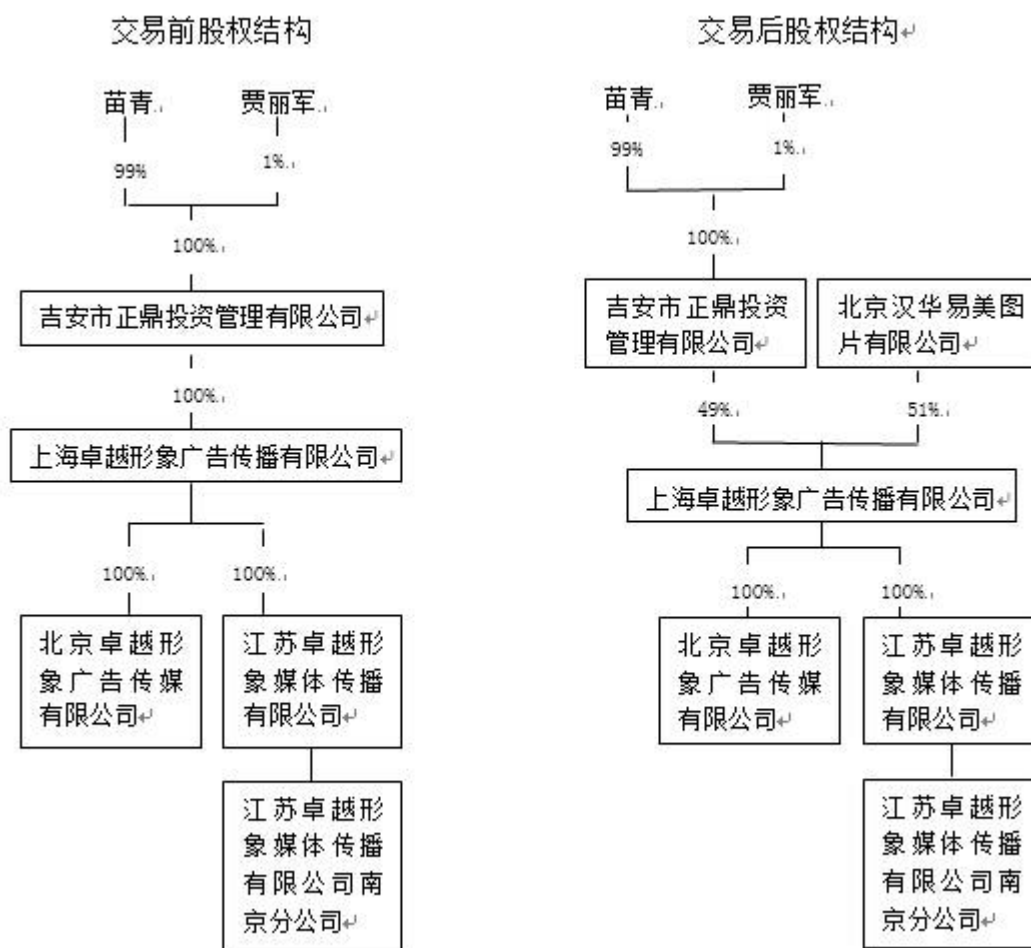 交易前股权结构
苗青
贾丽军
99%
1%
100%
吉安市正鼎投资管理有限公司
100%
上海卓越形象广告传播有限公司
100%
100%
北京卓越形
象广告传媒
有限公司
江苏卓越形
象媒体传播
有限公司
江苏卓越形
象媒体传播
有限公司南
京分公司
交易后股权结构
苗青
贾丽军
99%
1%
100%
吉安市正鼎投资
管理有限公司
北京汉华易美图
片有限公司
49%
51%
上海卓越形象广告传播有限公司
100%
100%
北京卓越形
象广告传媒
有限公司
江苏卓越形
象媒体传播
有限公司
江苏卓越形
象媒体传播
有限公司南
京分公司